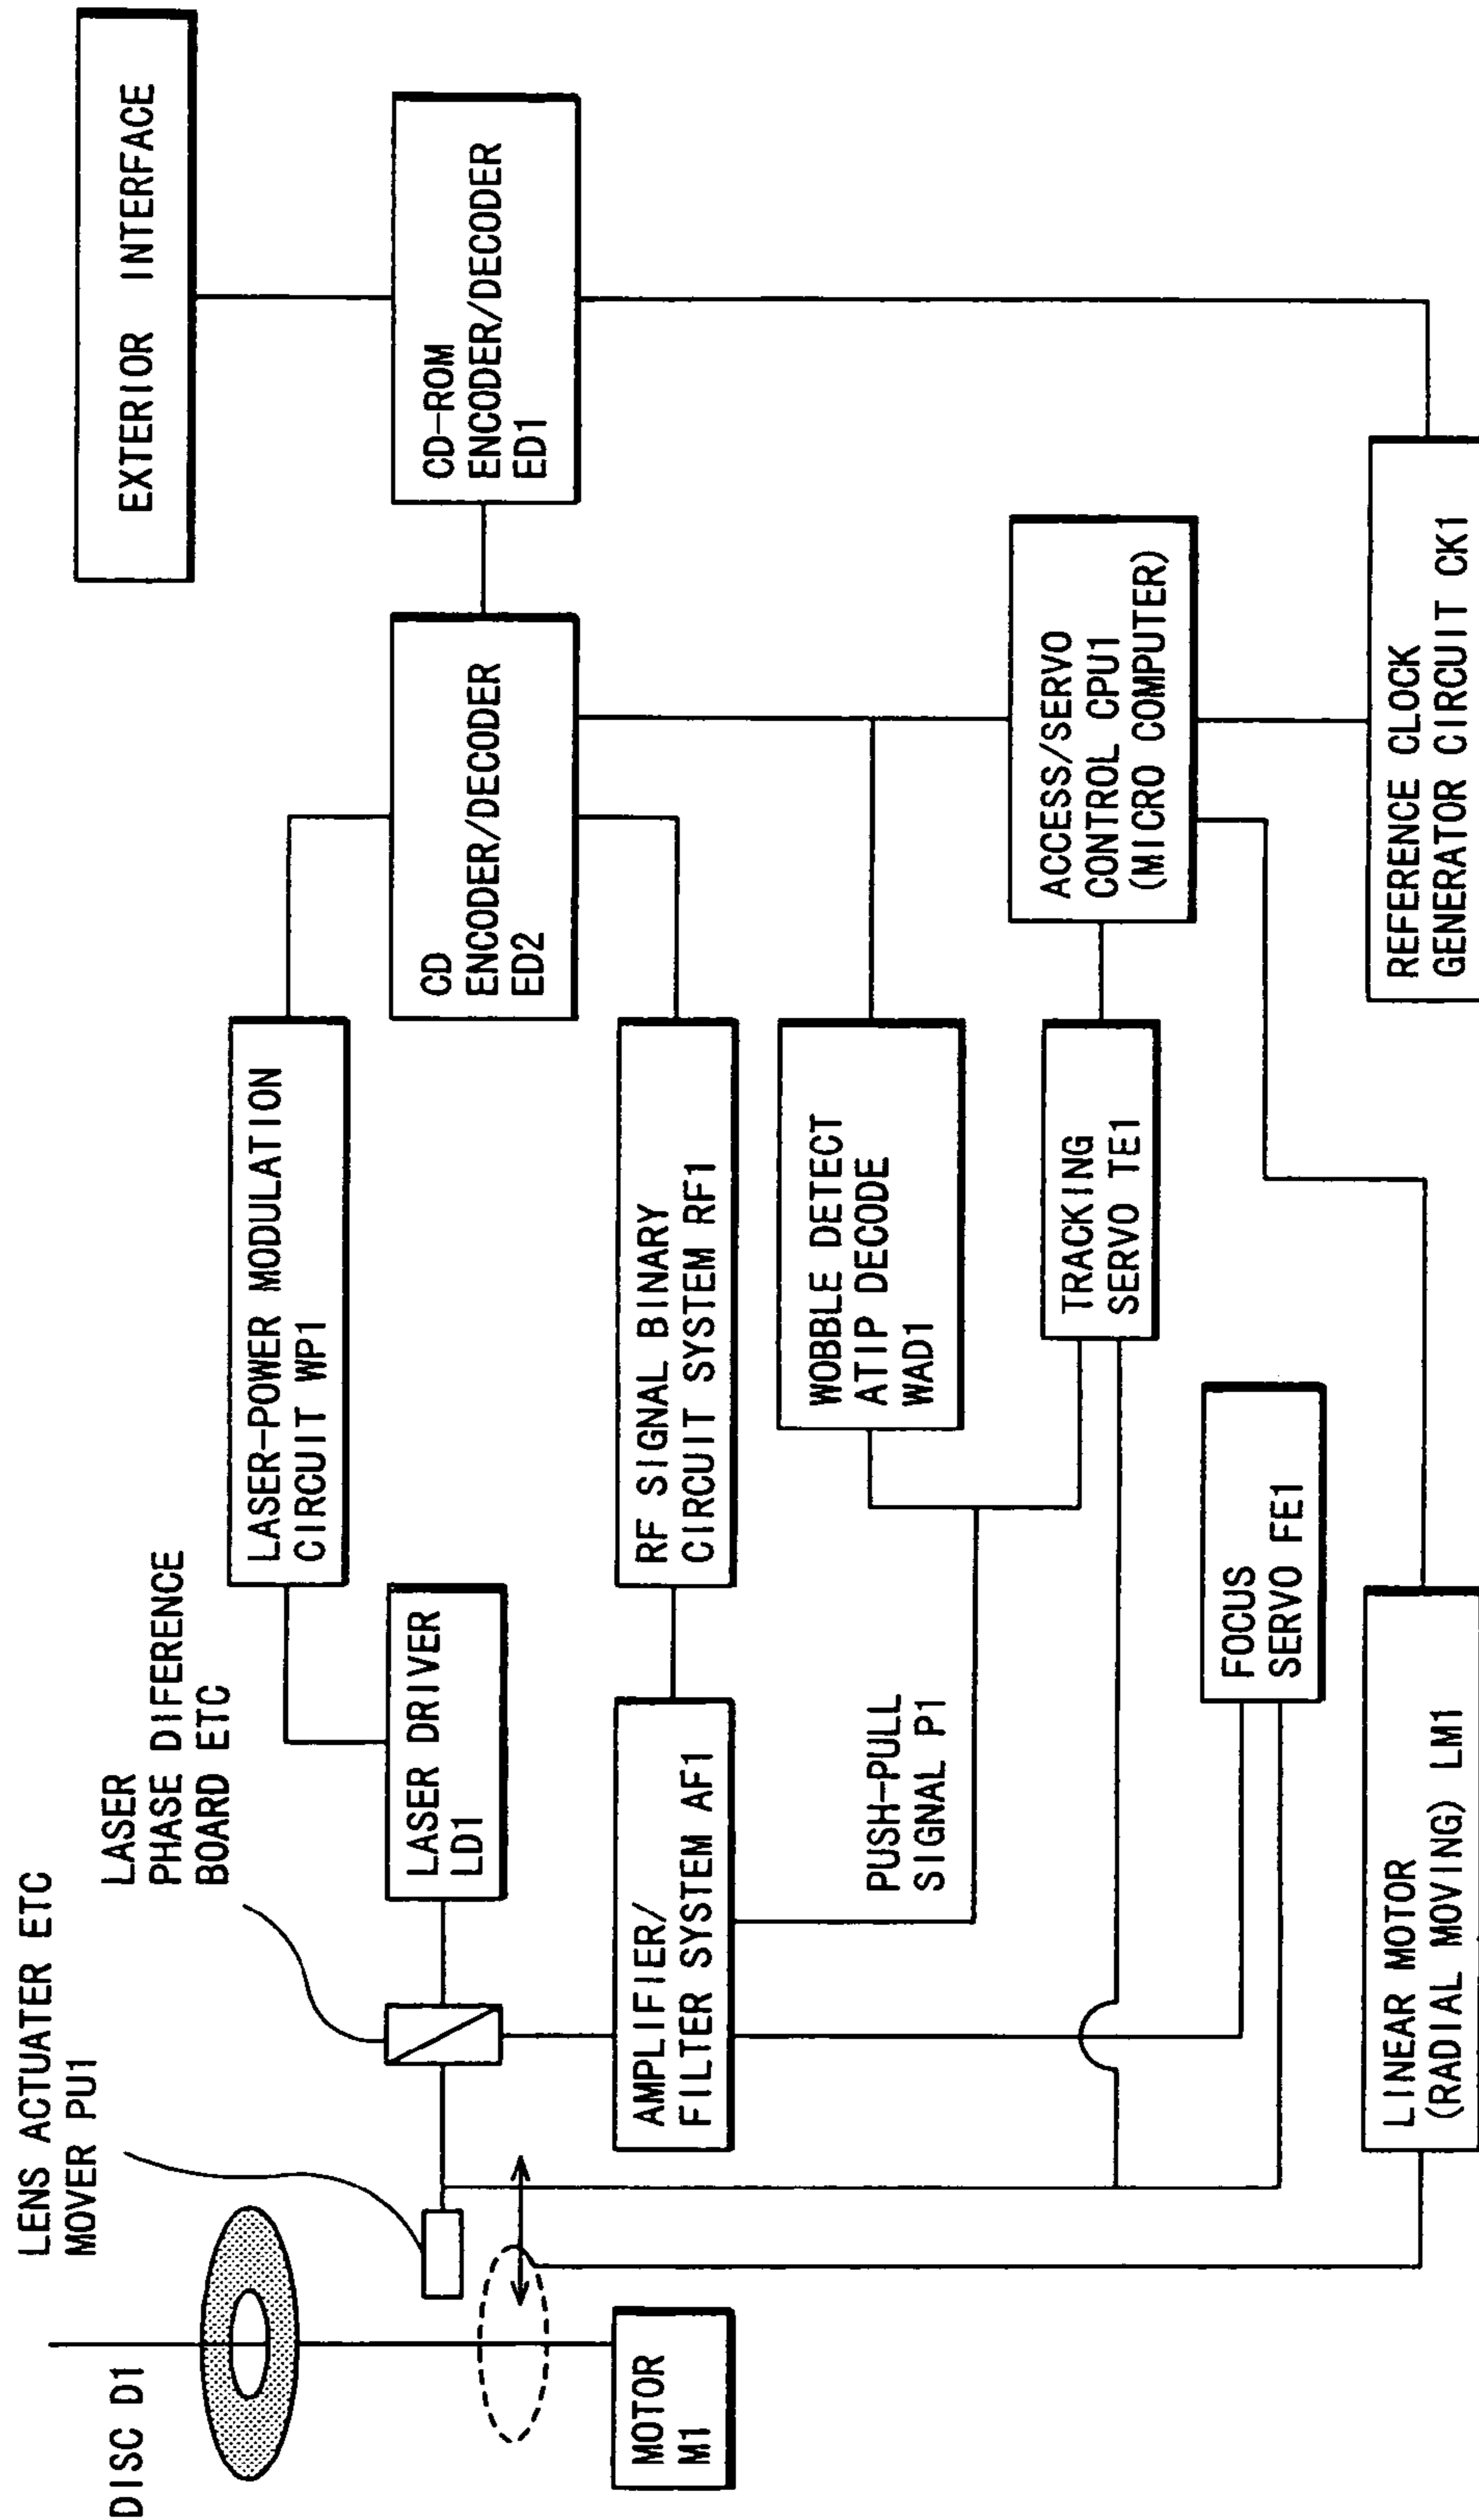 EXTERIOR INTERFACE
CD-ROM
ENCODER/DECODER
ED1
CD
ENCODER/DECODER
ED2
LASER-POWER MODULATION
CIRCUIT WP1
LASER
PHASE DIFERENCE
BOARD ETC
LENS ACTUATER ETC
MOVER PU1
DISC D1
LASER DRIVER
LD1
RF SIGNAL BINARY
CIRCUIT SYSTEM RF1
AMPLIFIER/
FILTER SYSTEM AF1
MOTOR
M1
WOBBLE DETECT
ATIP DECODE
WAD1
PUSH-PULL
SIGNAL P1
ACCESS/SERVO
CONTROL CPU1
(MICRO COMPUTER)
TRACKING
SERVO TE1
FOCUS
SERVO FE1
REFERENCE CLOCK
GENERATOR CIRCUIT CK1
LINEAR MOTOR
(RADIAL MOVING) LM1